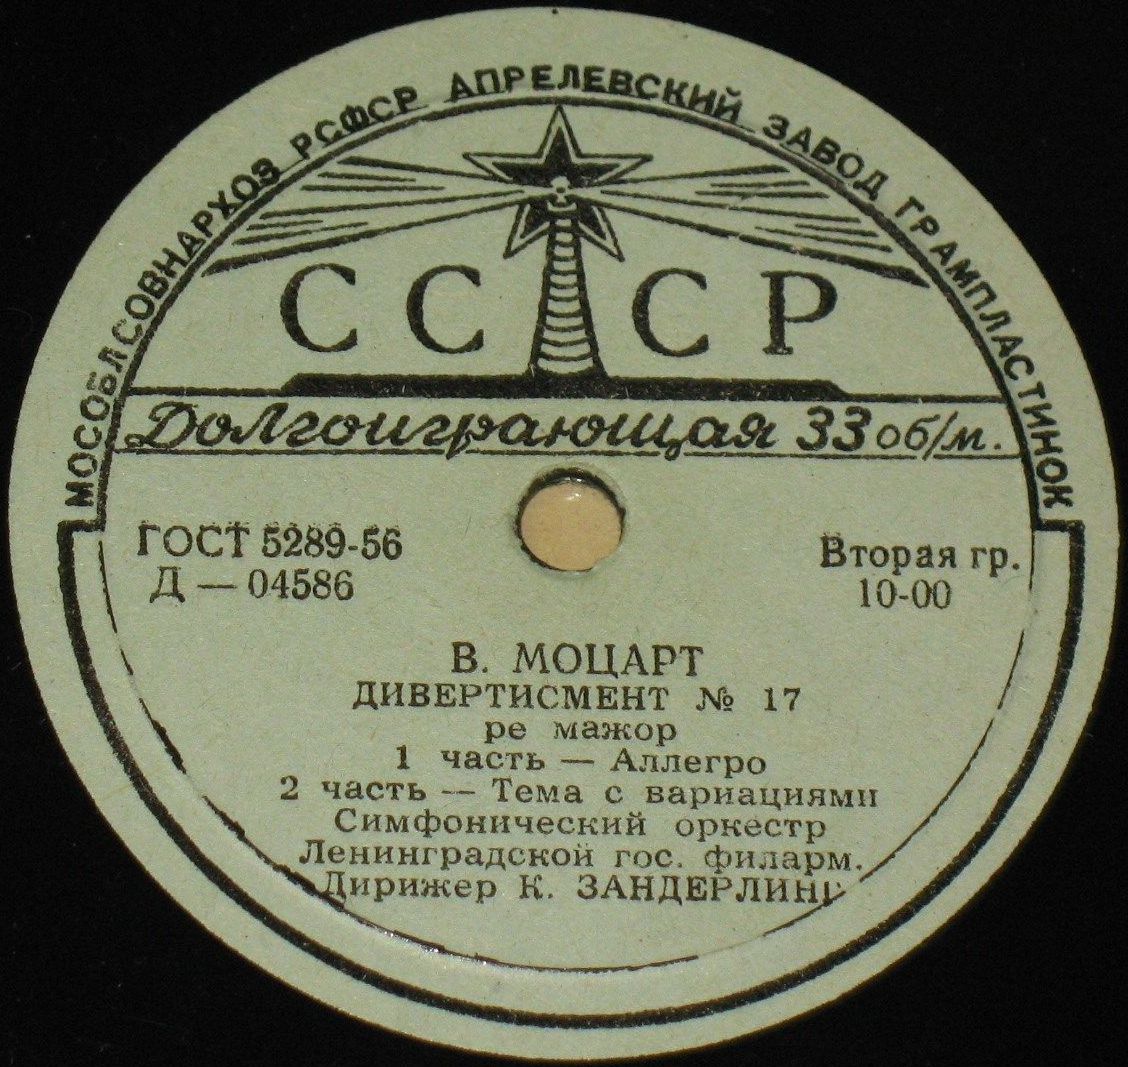 МОСОБЛСОВНАРХОЗ РСФСР АПРЕЛЕВСКИЙ ЗАВОД ГРАМПЛАСТИНОК
СССР
Долгоиграющая 33 об/м.
ГОСТ 5289-56
Д — 04586
Вторая гр.
10-00
В. МОЦАРТ
ДИВЕРТИСМЕНТ № 17
ре мажор
1 часть — Аллегро
2 часть — Тема с вариациями
Симфонический оркестр
Ленинградской гос. филарм.
Дирижер К. ЗАНДЕРЛИНГ